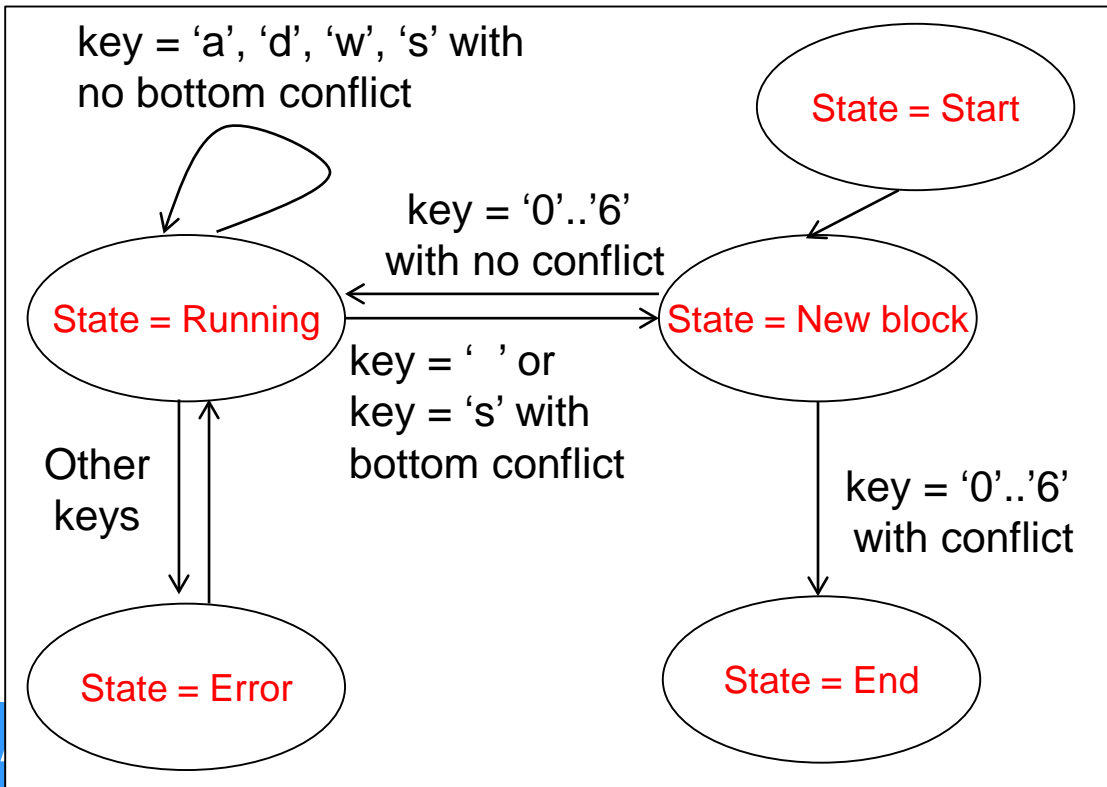 key = ‘a’, ‘d’, ‘w’, ‘s’ with
no bottom conflict
State = Start
key = ‘0’..’6’
with no conflict
State = Running
State = New block
key = ‘ ’ or
key = ‘s’ with
bottom conflict
Other
keys
key = ‘0’..’6’
with conflict
State = Error
State = End